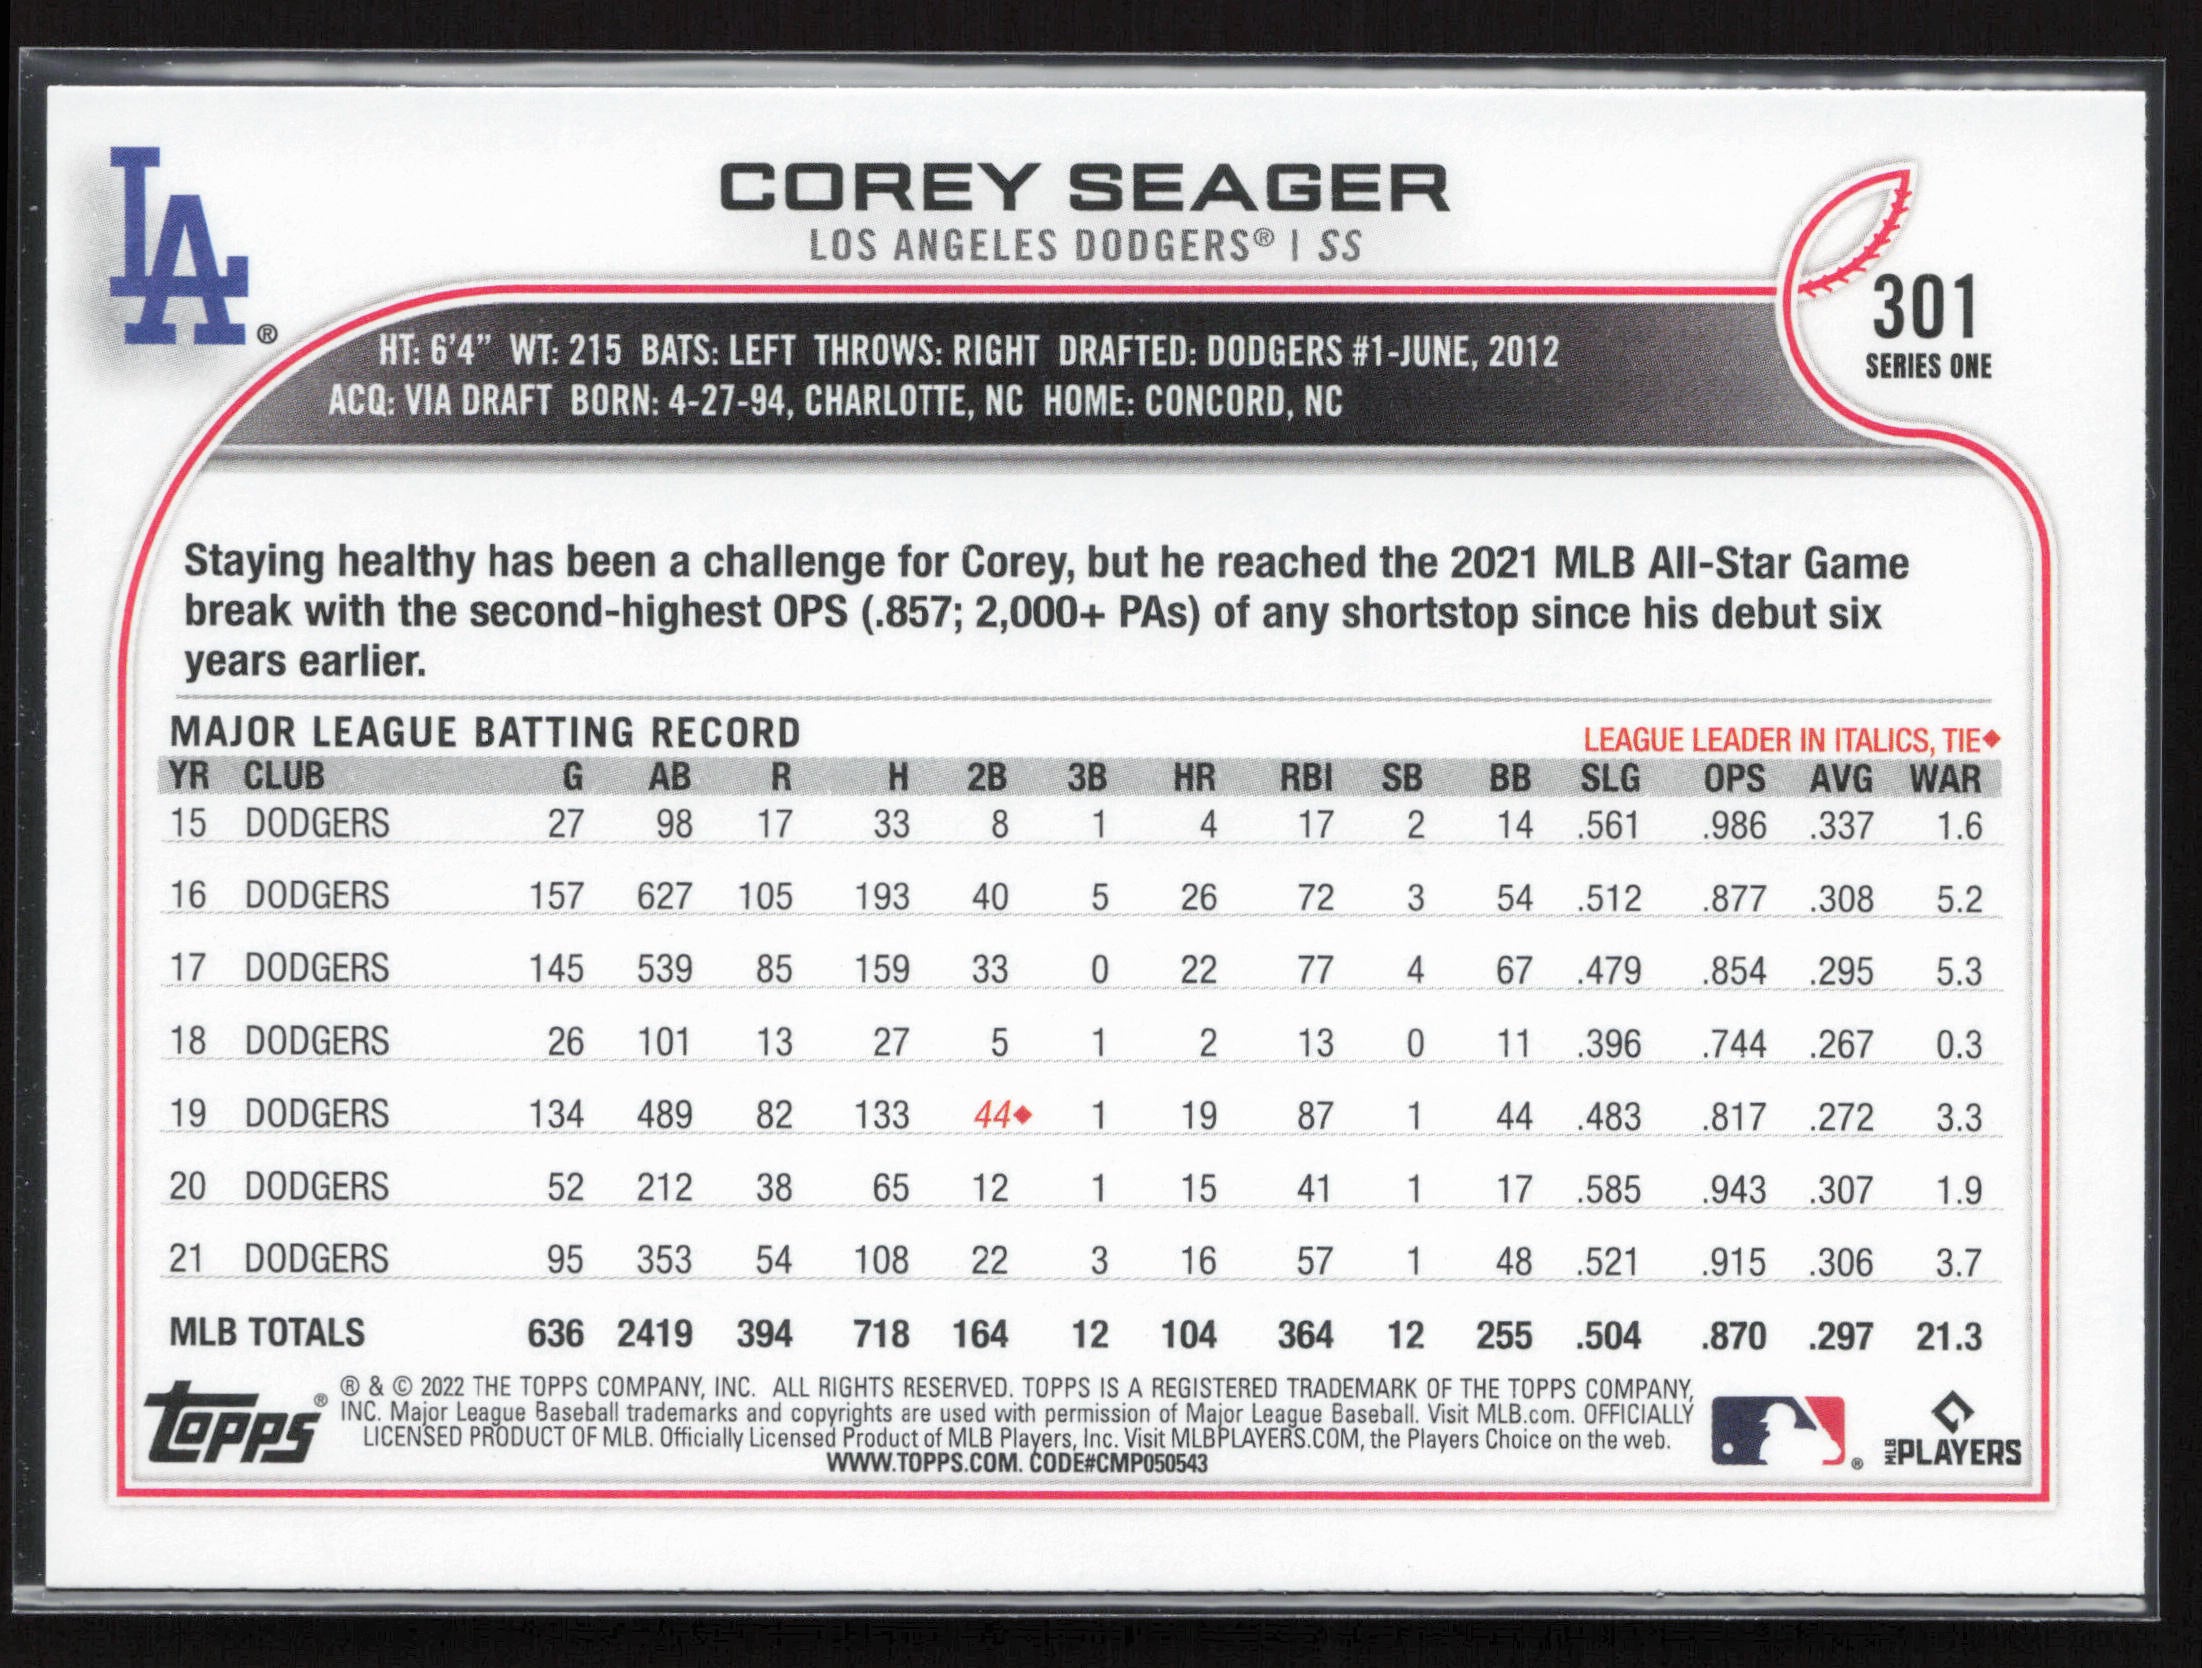 LA ®
COREY SEAGER
LOS ANGELES DODGERS® | SS
301
SERIES ONE
HT: 6'4" WT: 215 BATS: LEFT THROWS: RIGHT DRAFTED: DODGERS #1-JUNE, 2012
ACQ: VIA DRAFT BORN: 4-27-94, CHARLOTTE, NC HOME: CONCORD, NC
Staying healthy has been a challenge for Corey, but he reached the 2021 MLB All-Star Game
break with the second-highest OPS (.857; 2,000+ PAs) of any shortstop since his debut six
years earlier.
MAJOR LEAGUE BATTING RECORD LEAGUE LEADER IN ITALICS, TIE◆
YR CLUB G AB R H 2B 3B HR RBI SB BB SLG OPS AVG WAR
15 DODGERS 27 98 17 33 8 1 4 17 2 14 .561 .986 .337 1.6
16 DODGERS 157 627 105 193 40 5 26 72 3 54 .512 .877 .308 5.2
17 DODGERS 145 539 85 159 33 0 22 77 4 67 .479 .854 .295 5.3
18 DODGERS 26 101 13 27 5 1 2 13 0 11 .396 .744 .267 0.3
19 DODGERS 134 489 82 133 44◆ 1 19 87 1 44 .483 .817 .272 3.3
20 DODGERS 52 212 38 65 12 1 15 41 1 17 .585 .943 .307 1.9
21 DODGERS 95 353 54 108 22 3 16 57 1 48 .521 .915 .306 3.7
MLB TOTALS 636 2419 394 718 164 12 104 364 12 255 .504 .870 .297 21.3
topps®
® & © 2022 THE TOPPS COMPANY, INC. ALL RIGHTS RESERVED. TOPPS IS A REGISTERED TRADEMARK OF THE TOPPS COMPANY,
INC. Major League Baseball trademarks and copyrights are used with permission of Major League Baseball. Visit MLB.com. OFFICIALLY
LICENSED PRODUCT OF MLB. Officially Licensed Product of MLB Players, Inc. Visit MLBPLAYERS.COM, the Players Choice on the web.
WWW.TOPPS.COM. CODE#CMP050543
®
MLB PLAYERS